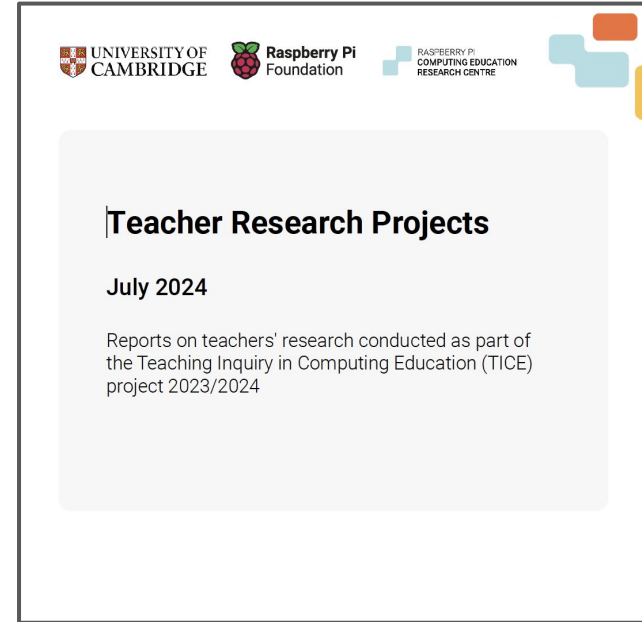 UNIVERSITY OF
CAMBRIDGE
Raspberry Pi
Foundation
RASPBERRY PI
COMPUTING EDUCATION
RESEARCH CENTRE
Teacher Research Projects
July 2024
Reports on teachers' research conducted as part of
the Teaching Inquiry in Computing Education (TICE)
project 2023/2024